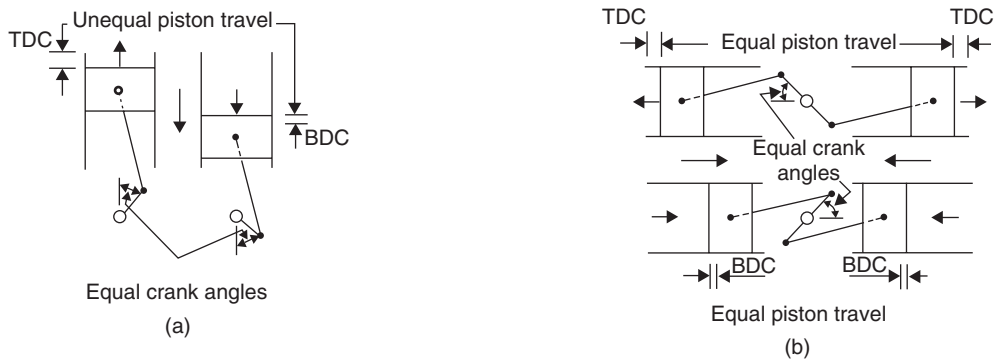 Unequal piston travel
TDC
BDC
Equal crank angles
(a)
TDC
TDC
Equal piston travel
Equal crank
angles
BDC
BDC
Equal piston travel
(b)